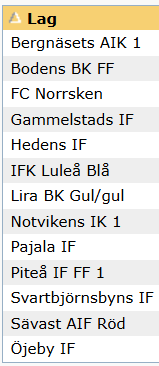 Lag
Bergnäsets AIK 1
Bodens BK FF
FC Norrsken
Gammelstads IF
Hedens IF
IFK Luleå Blå
Lira BK Gul/gul
Notvikens IK 1
Pajala IF
Piteå IF FF 1
Svartbjörnsbyns IF
Sävast AIF Röd
Öjeby IF